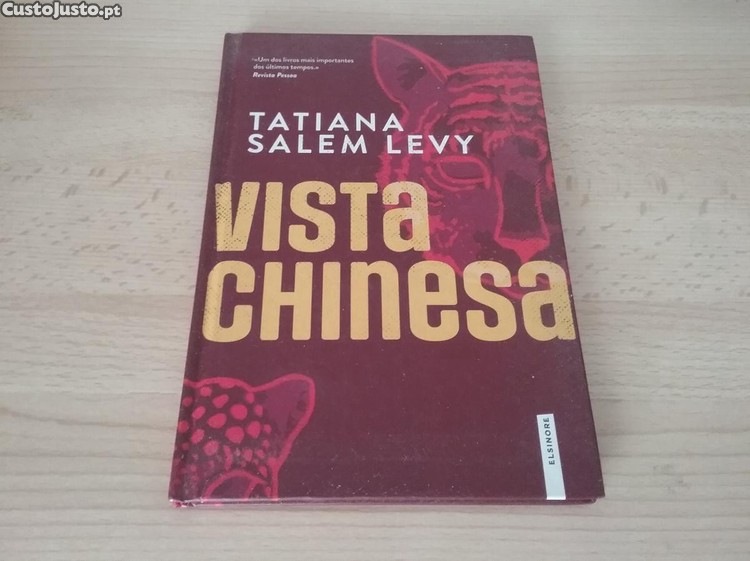 CustoJusto.pt
«Um dos livros mais importantes
dos últimos tempos.»
Revista Pessoa
TATIANA
SALEM LEVY
VISTa
CHINesa
ELSINORE